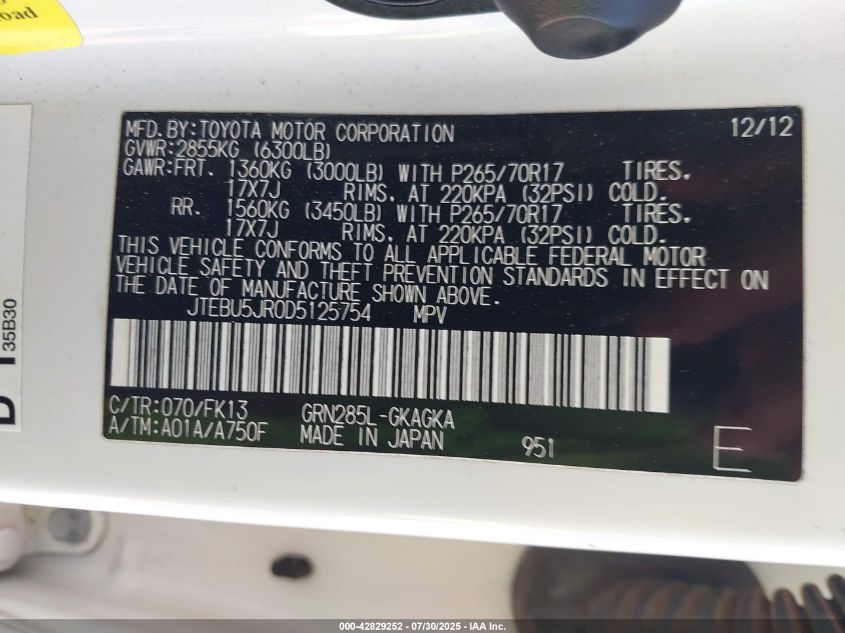 oad
35B30
MFD.BY:TOYOTA MOTOR CORPORATION 12/12
GVWR:2855KG (6300LB)
GAWR:FRT. 1360KG (3000LB) WITH P265/70R17 TIRES.
17X7J RIMS. AT 220KPA (32PSI) COLD.
RR. 1560KG (3450LB) WITH P265/70R17 TIRES.
17X7J RIMS. AT 220KPA (32PSI) COLD.
THIS VEHICLE CONFORMS TO ALL APPLICABLE FEDERAL MOTOR
VEHICLE SAFETY AND THEFT PREVENTION STANDARDS IN EFFECT ON
THE DATE OF MANUFACTURE SHOWN ABOVE.
JTEBU5JR0D5125754 MPV
C/TR:070/FK13 GRN285L-GKAGKA
A/TM:A01A/A750F MADE IN JAPAN 951 E
000-42829252 - 07/30/2025 - IAA Inc.